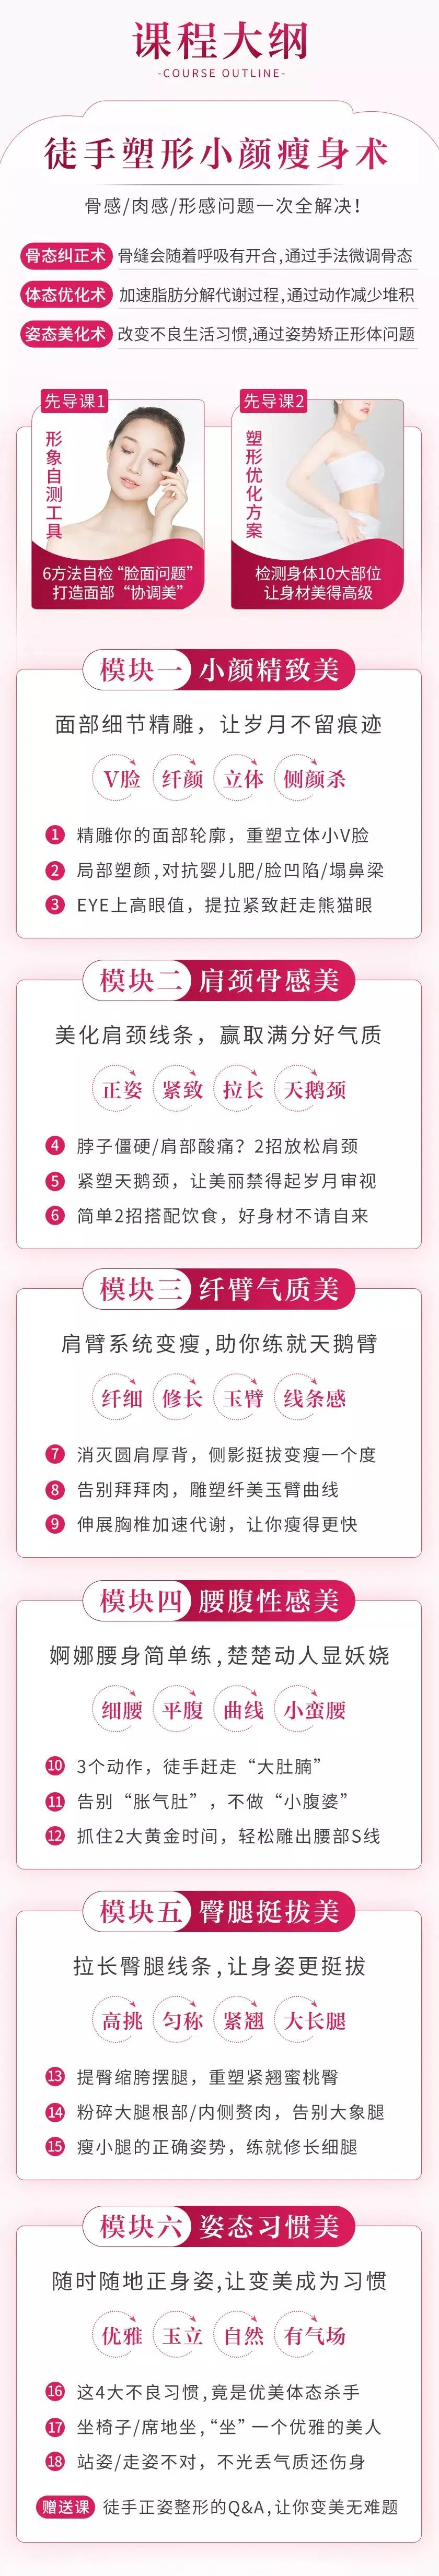 课程大纲
-COURSE OUTLINE-
徒手塑形小颜瘦身术
骨感/肉感/形感问题一次全解决！
骨态纠正术 骨缝会随着呼吸有开合,通过手法微调骨态
体态优化术 加速脂肪分解代谢过程,通过动作减少堆积
姿态美化术 改变不良生活习惯,通过姿势矫正形体问题
先导课1
形象自测工具
6方法自检“脸面问题”
打造面部“协调美”
先导课2
塑形优化方案
检测身体10大部位
让身材美得高级
模块一 小颜精致美
面部细节精雕，让岁月不留痕迹
V脸 纤颜 立体 侧颜杀
1 精雕你的面部轮廓，重塑立体小V脸
2 局部塑颜,对抗婴儿肥/脸凹陷/塌鼻梁
3 EYE上高眼值，提拉紧致赶走熊猫眼
模块二 肩颈骨感美
美化肩颈线条，赢取满分好气质
正姿 紧致 拉长 天鹅颈
4 脖子僵硬/肩部酸痛？2招放松肩颈
5 紧塑天鹅颈，让美丽禁得起岁月审视
6 简单2招搭配饮食，好身材不请自来
模块三 纤臂气质美
肩臂系统变瘦,助你练就天鹅臂
纤细 修长 玉臂 线条感
7 消灭圆肩厚背，侧影挺拔变瘦一个度
8 告别拜拜肉，雕塑纤美玉臂曲线
9 伸展胸椎加速代谢，让你瘦得更快
模块四 腰腹性感美
婀娜腰身简单练,楚楚动人显妖娆
细腰 平腹 曲线 小蛮腰
10 3个动作，徒手赶走“大肚腩”
11 告别“胀气肚”，不做“小腹婆”
12 抓住2大黄金时间，轻松雕出腰部S线
模块五 臀腿挺拔美
拉长臀腿线条,让身姿更挺拔
高挑 匀称 紧翘 大长腿
13 提臀缩胯摆腿，重塑紧翘蜜桃臀
14 粉碎大腿根部/内侧赘肉，告别大象腿
15 瘦小腿的正确姿势，练就修长细腿
模块六 姿态习惯美
随时随地正身姿,让变美成为习惯
优雅 玉立 自然 有气场
16 这4大不良习惯,竟是优美体态杀手
17 坐椅子/席地坐,“坐”一个优雅的美人
18 站姿/走姿不对，不光丢气质还伤身
赠送课 徒手正姿整形的Q&A,让你变美无难题